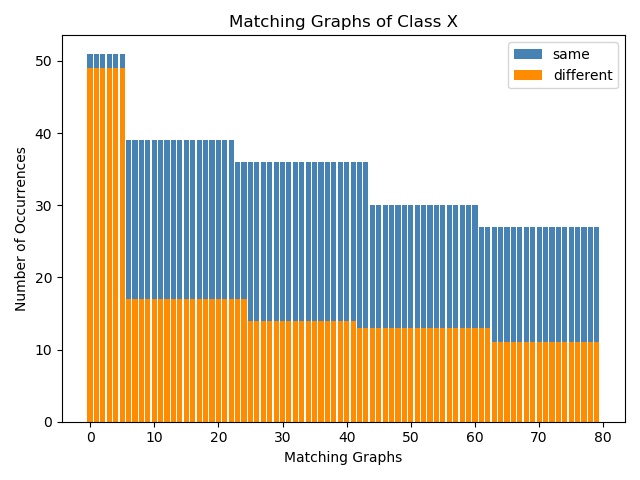 Matching Graphs of Class X
same
different
Number of Occurrences
50
40
30
20
10
0
0 10 20 30 40 50 60 70 80
Matching Graphs